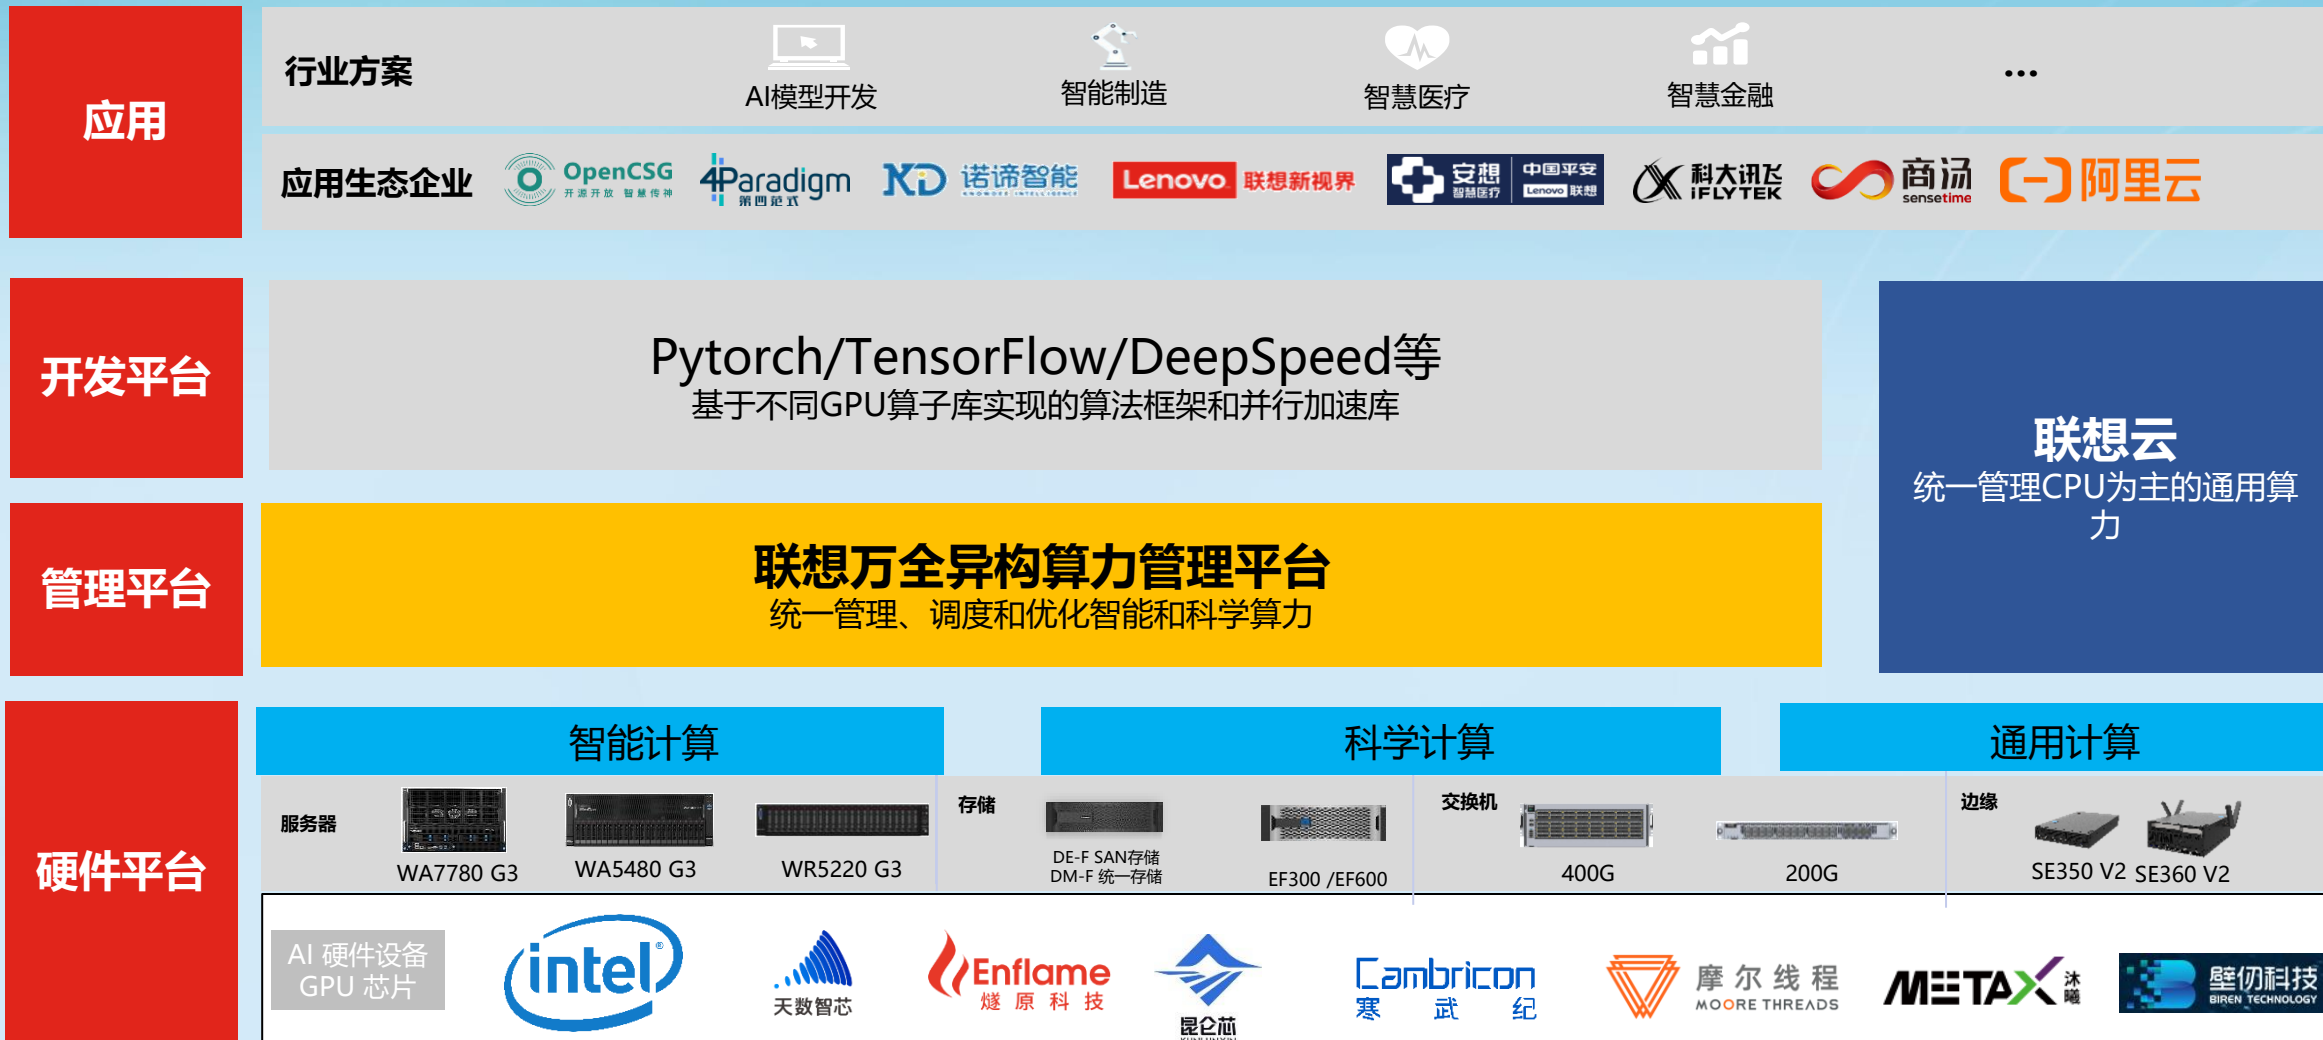 应用
行业方案
AI模型开发
智能制造
智慧医疗
智慧金融
...
应用生态企业
OpenCSG
开源开放 智慧传神
4Paradigm
第四范式
ND 诺谛智能
KNOWDEE INTELLIGENCE
Lenovo 联想新视界
安想
智慧医疗
中国平安
Lenovo 联想
科大讯飞
iFLYTEK
商汤
sensetime
阿里云
开发平台
Pytorch/TensorFlow/DeepSpeed等
基于不同GPU算子库实现的算法框架和并行加速库
联想云
统一管理CPU为主的通用算
力
管理平台
联想万全异构算力管理平台
统一管理、调度和优化智能和科学算力
硬件平台
智能计算
科学计算
通用计算
服务器
WA7780 G3
WA5480 G3
WR5220 G3
存储
DE-F SAN存储
DM-F 统一存储
EF300 /EF600
交换机
400G
200G
边缘
SE350 V2
SE360 V2
AI 硬件设备
GPU 芯片
intel
天数智芯
Enflame
燧原科技
昆仑芯
Cambricon
寒武纪
摩尔线程
MOORE THREADS
METAX 沐曦
壁仞科技
BIREN TECHNOLOGY